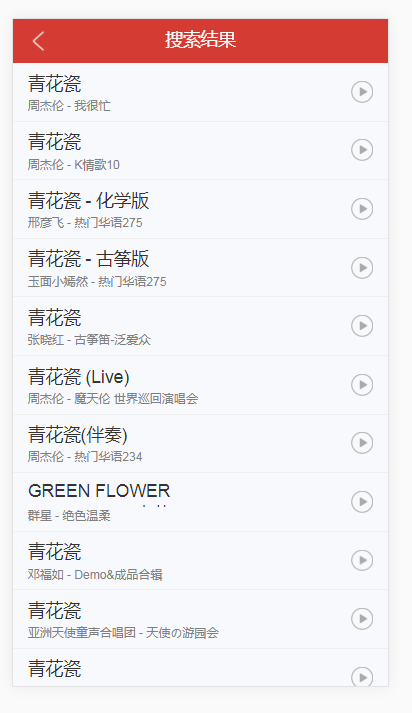 搜索结果
青花瓷
周杰伦 - 我很忙
青花瓷
周杰伦 - K情歌10
青花瓷 - 化学版
邢彦飞 - 热门华语275
青花瓷 - 古筝版
玉面小嫣然 - 热门华语275
青花瓷
张晓红 - 古筝笛-泛爱众
青花瓷 (Live)
周杰伦 - 魔天伦 世界巡回演唱会
青花瓷(伴奏)
周杰伦 - 热门华语234
GREEN FLOWER
群星 - 绝色温柔
青花瓷
邓福如 - Demo&成品合辑
青花瓷
亚洲天使童声合唱团 - 天使の游园会
青花瓷